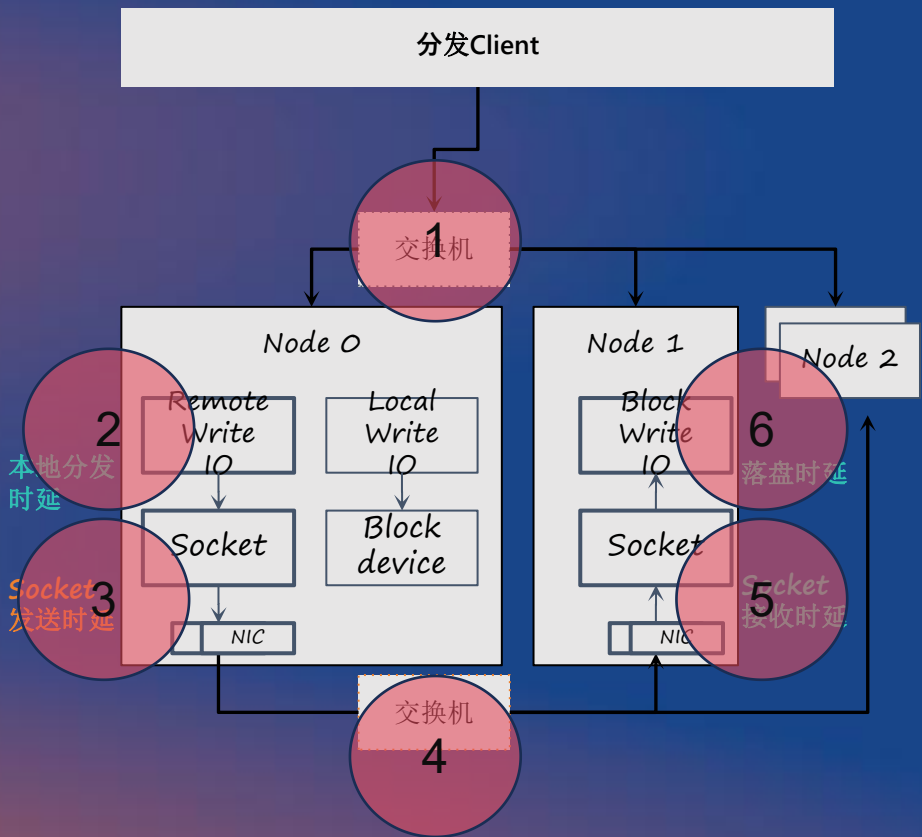 分发Client
1
交换机
Node 0
Node 1
Node 2
Remote
Write
IO
Local
Write
IO
Block
Write
IO
2
本地分发
时延
6
落盘时延
Socket
Block
device
Socket
Socket
发送时延
3
5
Socket
接收时延
NIC
NIC
交换机
4